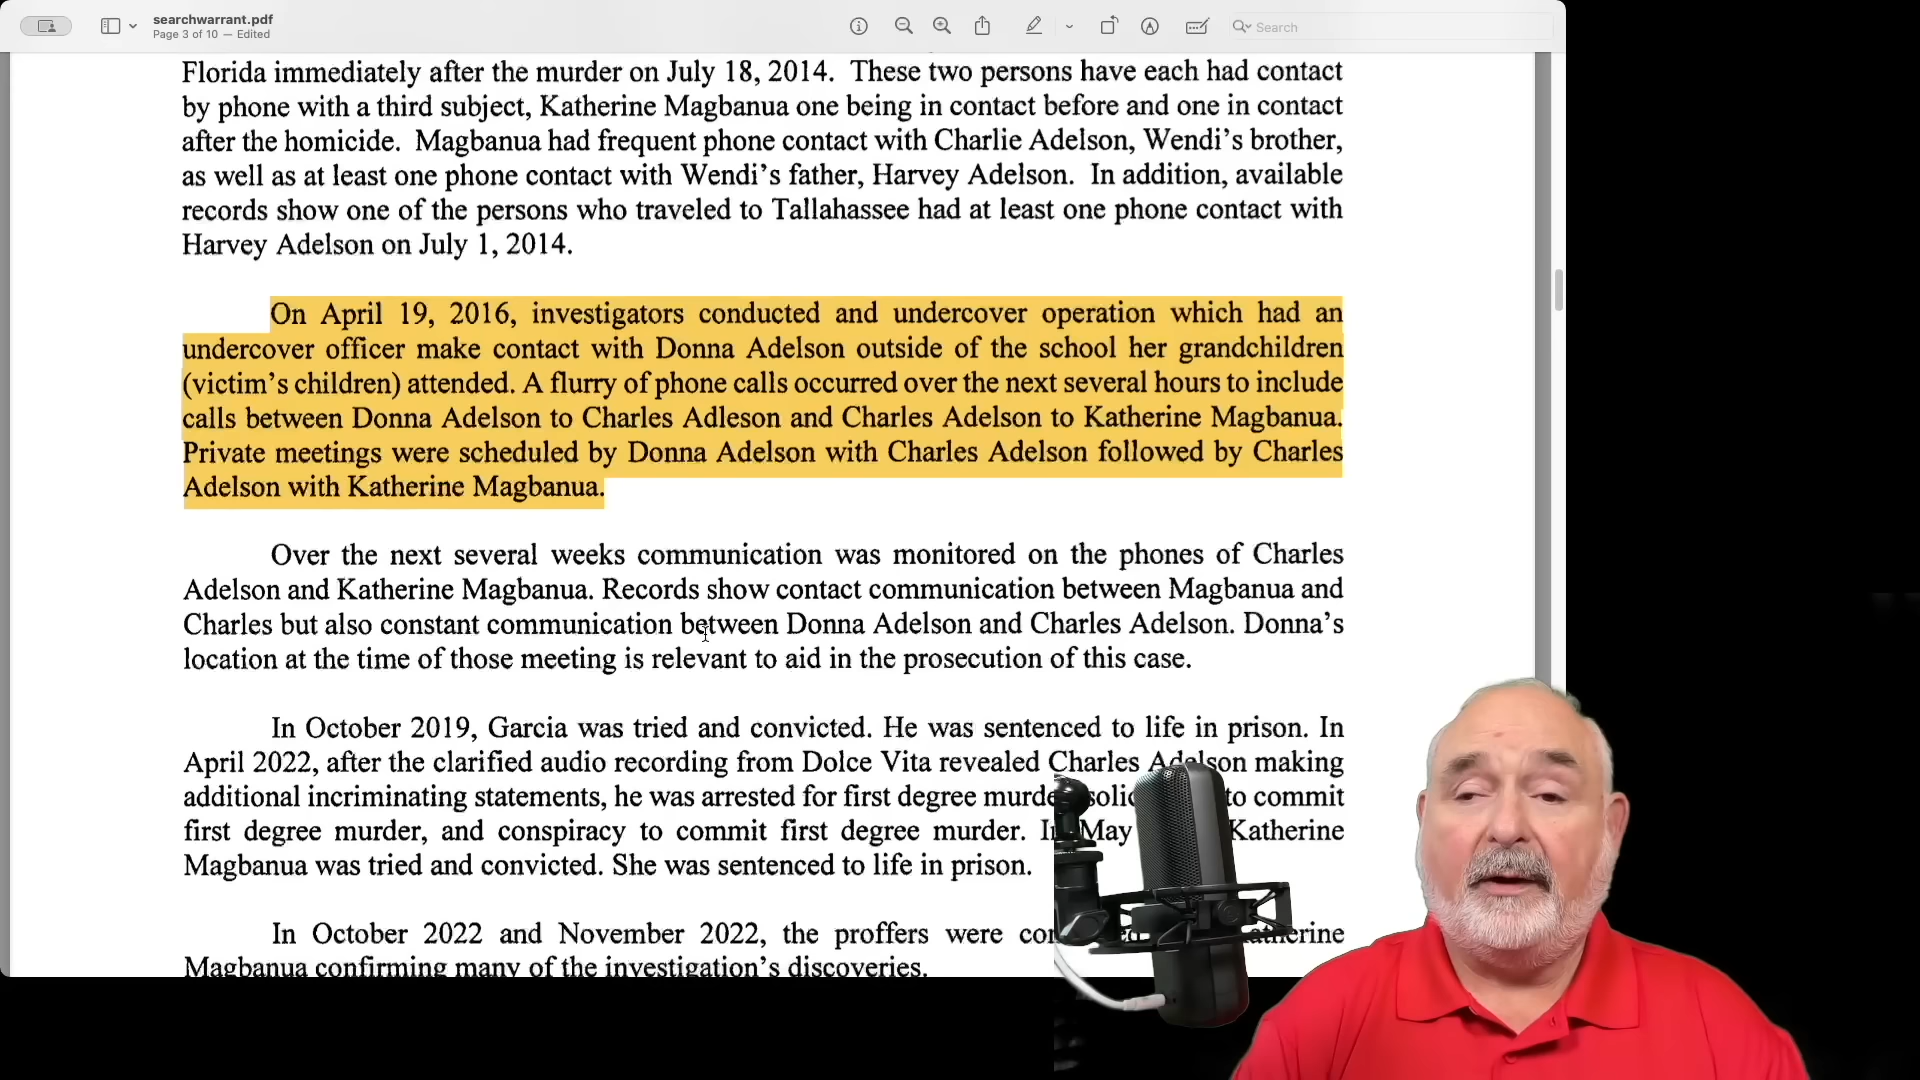 searchwarrant.pdf
Page 3 of 10 — Edited
Search
Florida immediately after the murder on July 18, 2014. These two persons have each had contact
by phone with a third subject, Katherine Magbanua one being in contact before and one in contact
after the homicide. Magbanua had frequent phone contact with Charlie Adelson, Wendi's brother,
as well as at least one phone contact with Wendi's father, Harvey Adelson. In addition, available
records show one of the persons who traveled to Tallahassee had at least one phone contact with
Harvey Adelson on July 1, 2014.
On April 19, 2016, investigators conducted and undercover operation which had an
undercover officer make contact with Donna Adelson outside of the school her grandchildren
(victim's children) attended. A flurry of phone calls occurred over the next several hours to include
calls between Donna Adelson to Charles Adleson and Charles Adelson to Katherine Magbanua.
Private meetings were scheduled by Donna Adelson with Charles Adelson followed by Charles
Adelson with Katherine Magbanua.
Over the next several weeks communication was monitored on the phones of Charles
Adelson and Katherine Magbanua. Records show contact communication between Magbanua and
Charles but also constant communication between Donna Adelson and Charles Adelson. Donna's
location at the time of those meeting is relevant to aid in the prosecution of this case.
In October 2019, Garcia was tried and convicted. He was sentenced to life in prison. In
April 2022, after the clarified audio recording from Dolce Vita revealed Charles Adelson making
additional incriminating statements, he was arrested for first degree to commit
first degree murder, and conspiracy to commit first degree murder. In May Katherine
Magbanua was tried and convicted. She was sentenced to life in prison.
In October 2022 and November 2022, the proffers were
Magbanua confirming many of the investigation's discoveries.